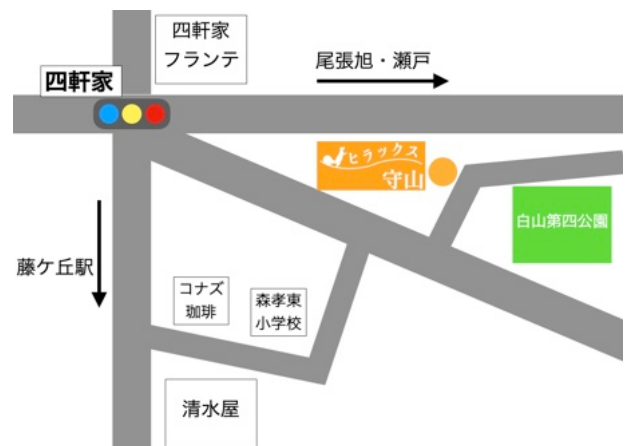 四軒家
フランテ
四軒家
尾張旭・瀬戸
ヒラックス
守山
白山第四公園
藤ケ丘駅
コナズ
珈琲
森孝東
小学校
清水屋